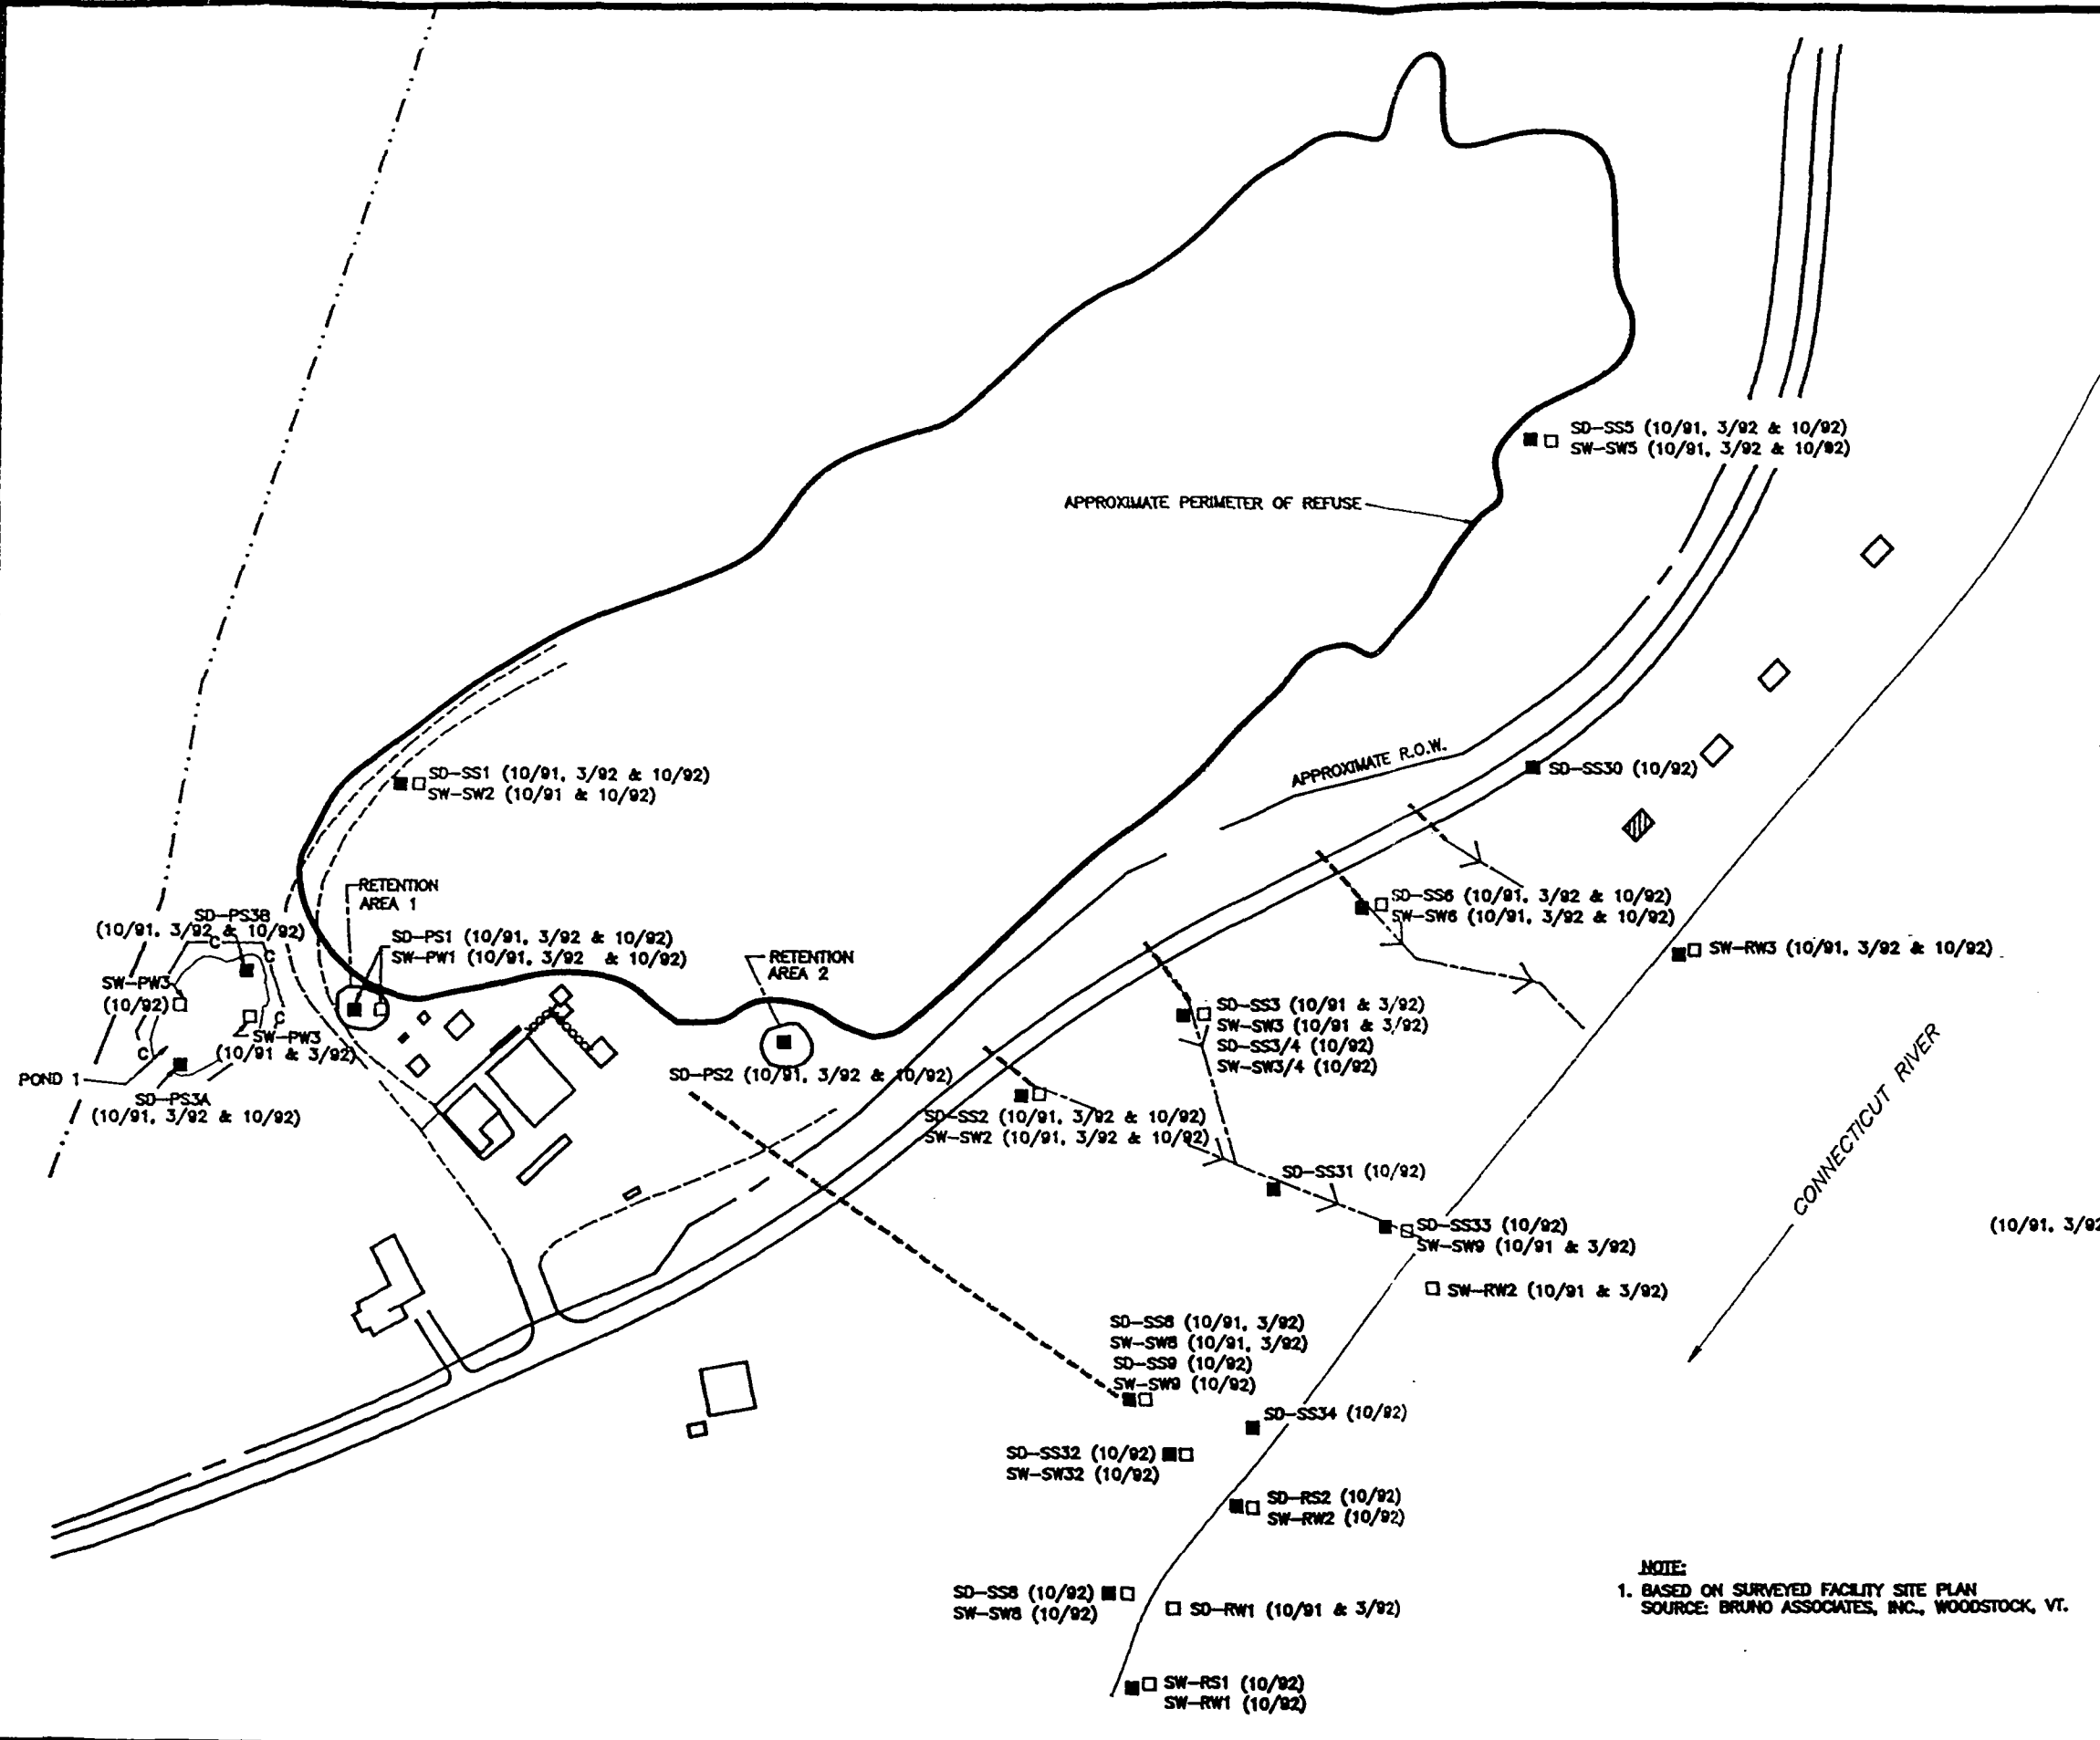 SD-SS5 (10/91, 3/92 & 10/92)
SW-SW5 (10/91, 3/92 & 10/92)
APPROXIMATE PERIMETER OF REFUSE
APPROXIMATE R.O.W.
SD-SS30 (10/92)
SD-SS1 (10/91, 3/92 & 10/92)
SW-SW2 (10/91 & 10/92)
RETENTION
AREA 1
SD-PS3B
(10/91, 3/92 & 10/92)
C
C
C
C
SD-PS1 (10/91, 3/92 & 10/92)
SW-PW1 (10/91, 3/92 & 10/92)
RETENTION
AREA 2
SD-SS6 (10/91, 3/92 & 10/92)
SW-SW6 (10/91, 3/92 & 10/92)
SW-RW3 (10/91, 3/92 & 10/92)
SW-PW3
(10/92)
SW-PW3
(10/91 & 3/92)
POND 1
SD-PS3A
(10/91, 3/92 & 10/92)
SD-PS2 (10/91, 3/92 & 10/92)
SD-SS3 (10/91 & 3/92)
SW-SW3 (10/91 & 3/92)
SD-SS3/4 (10/92)
SW-SW3/4 (10/92)
SD-SS2 (10/91, 3/92 & 10/92)
SW-SW2 (10/91, 3/92 & 10/92)
SD-SS31 (10/92)
CONNECTICUT RIVER
SD-SS33 (10/92)
SW-SW9 (10/91 & 3/92)
(10/91, 3/92
SW-RW2 (10/91 & 3/92)
SD-SS8 (10/91, 3/92)
SW-SW8 (10/91, 3/92)
SD-SS9 (10/92)
SW-SW9 (10/92)
SD-SS34 (10/92)
SD-SS32 (10/92)
SW-SW32 (10/92)
SD-RS2 (10/92)
SW-RW2 (10/92)
SD-SS8 (10/92)
SW-SW8 (10/92)
SD-RW1 (10/91 & 3/92)
SW-RS1 (10/92)
SW-RW1 (10/92)
NOTE:
1. BASED ON SURVEYED FACILITY SITE PLAN
SOURCE: BRUNO ASSOCIATES, INC., WOODSTOCK, VT.